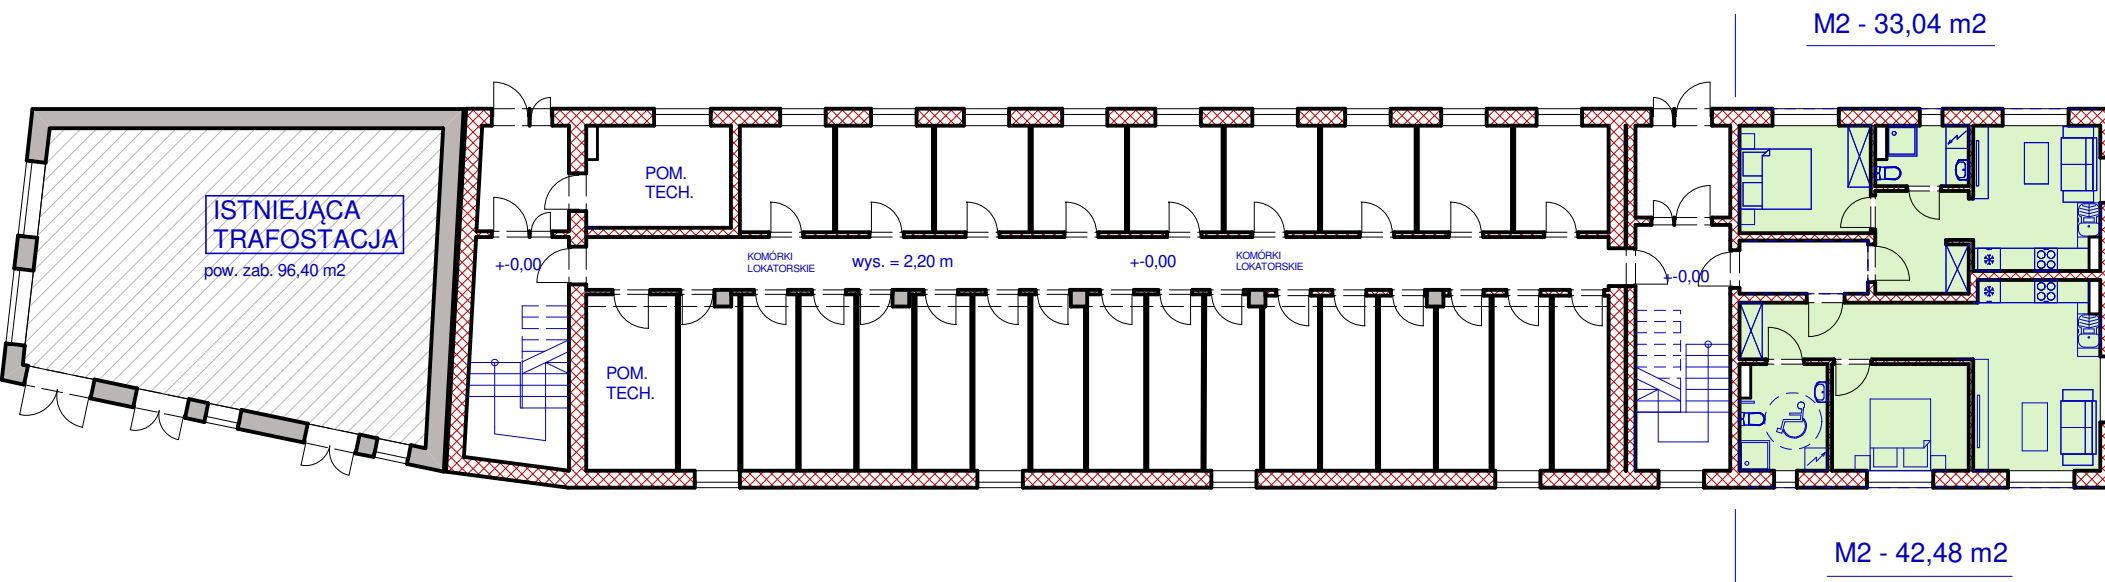 M2 - 33,04 m2
ISTNIEJĄCA
TRAFOSTACJA
pow. zab. 96,40 m2
POM.
TECH.
+-0,00
KOMÓRKI
LOKATORSKIE
wys. = 2,20 m
+-0,00
KOMÓRKI
LOKATORSKIE
+-0,00
POM.
TECH.
M2 - 42,48 m2